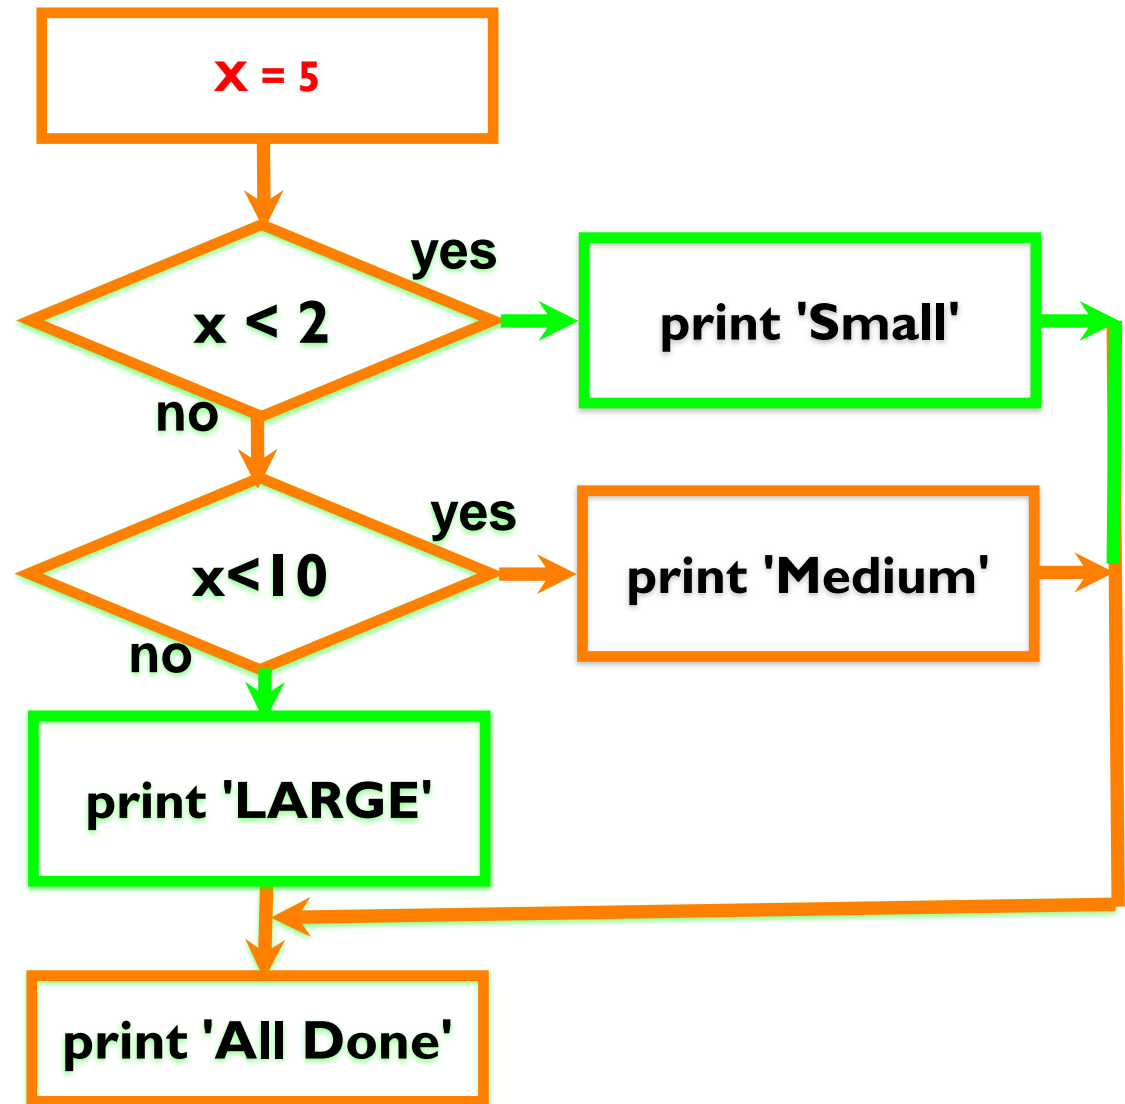 X = 5
yes
x < 2
print 'Small'
no
yes
x<10
print 'Medium'
no
print 'LARGE'
print 'All Done'